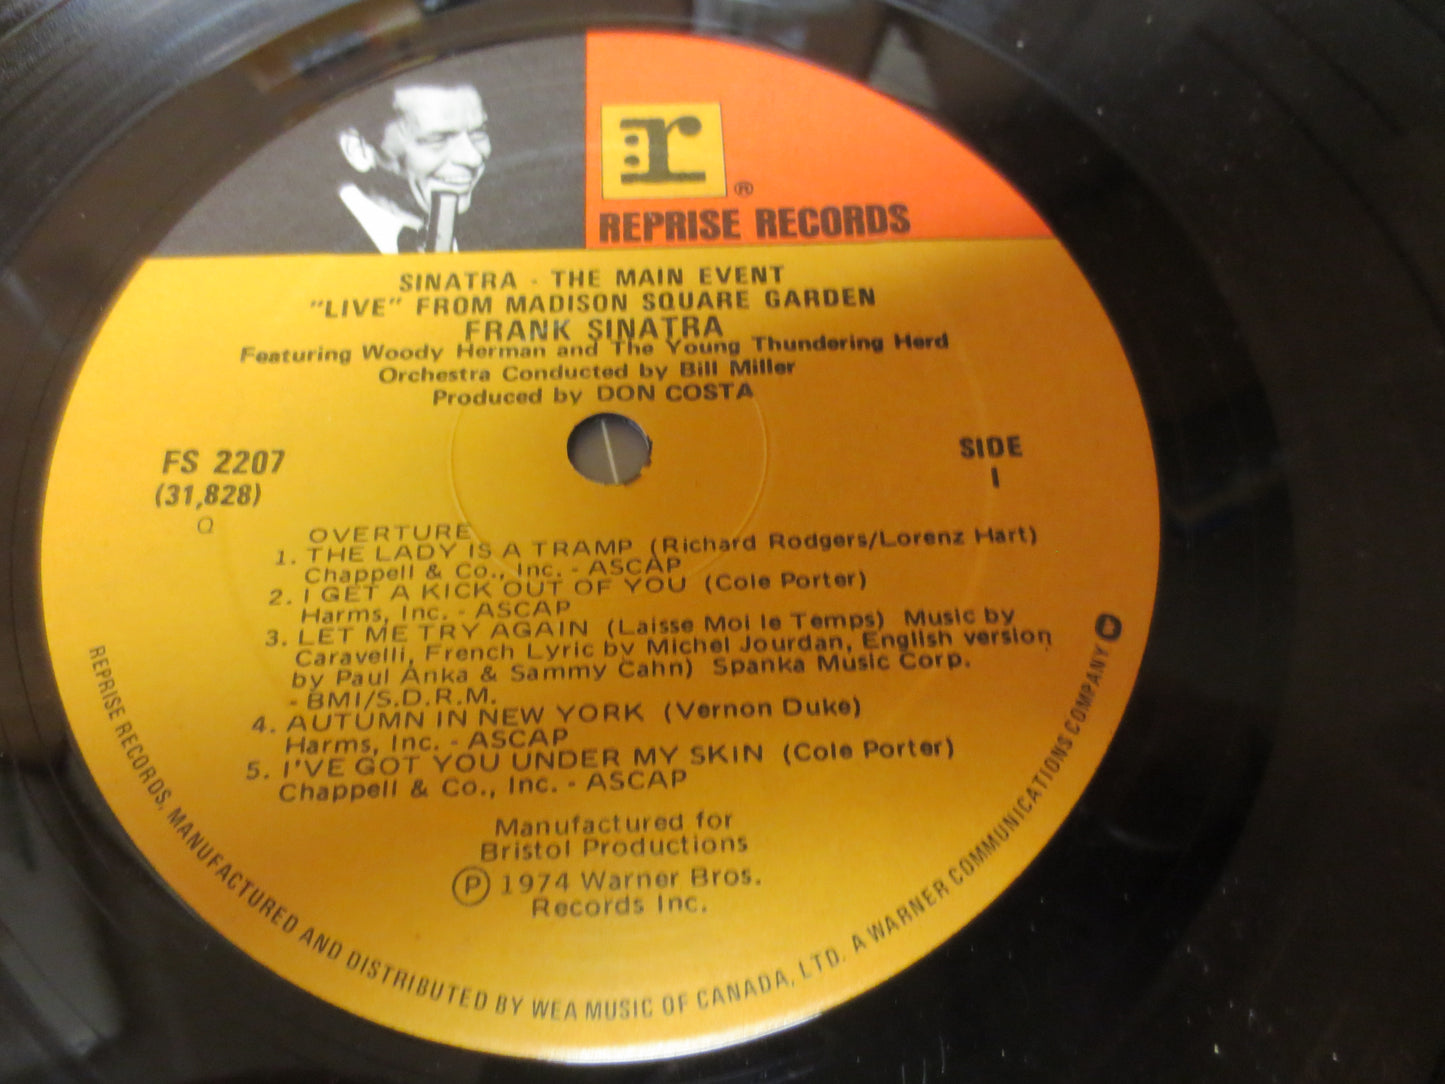 r
®
REPRISE RECORDS
SINATRA - THE MAIN EVENT
"LIVE" FROM MADISON SQUARE GARDEN
FRANK SINATRA
Featuring Woody Herman and The Young Thundering Herd
Orchestra Conducted by Bill Miller
Produced by DON COSTA
FS 2207
(31,828)
Q
SIDE
I
OVERTURE
1. THE LADY IS A TRAMP (Richard Rodgers/Lorenz Hart)
Chappell & Co., Inc. - ASCAP
2. I GET A KICK OUT OF YOU (Cole Porter)
Harms, Inc. - ASCAP
3. LET ME TRY AGAIN (Laisse Moi le Temps) Music by
Caravelli, French Lyric by Michel Jourdan, English version
by Paul Anka & Sammy Cahn) Spanka Music Corp.
- BMI/S.D.R.M.
4. AUTUMN IN NEW YORK (Vernon Duke)
Harms, Inc. - ASCAP
5. I'VE GOT YOU UNDER MY SKIN (Cole Porter)
Chappell & Co., Inc. - ASCAP
Manufactured for
Bristol Productions
Ⓟ 1974 Warner Bros.
Records Inc.
REPRISE RECORDS, MANUFACTURED AND DISTRIBUTED BY WEA MUSIC OF CANADA, LTD. A WARNER COMMUNICATIONS COMPANY